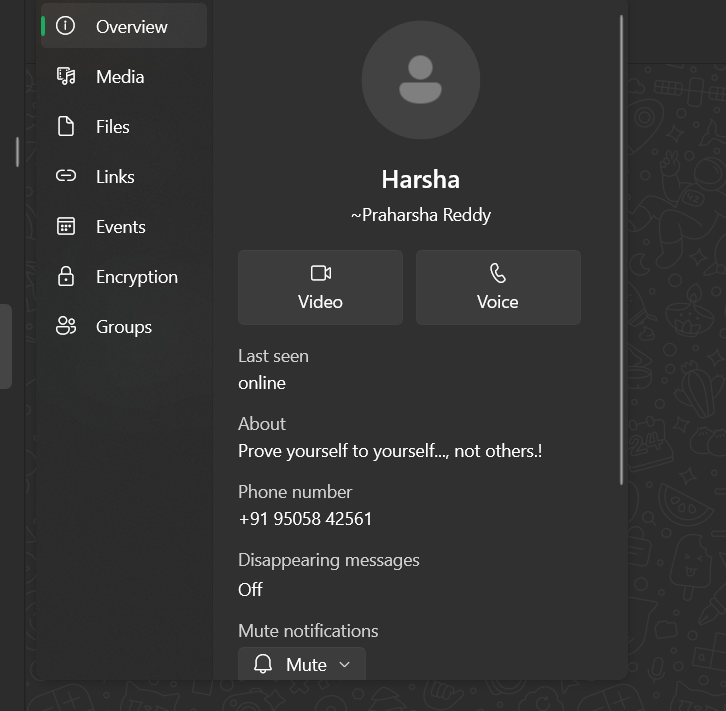 Overview
Media
Files
Links
Events
Encryption
Groups
Harsha
~Praharsha Reddy
Video
Voice
Last seen
online
About
Prove yourself to yourself..., not others.!
Phone number
+91 95058 42561
Disappearing messages
Off
Mute notifications
Mute